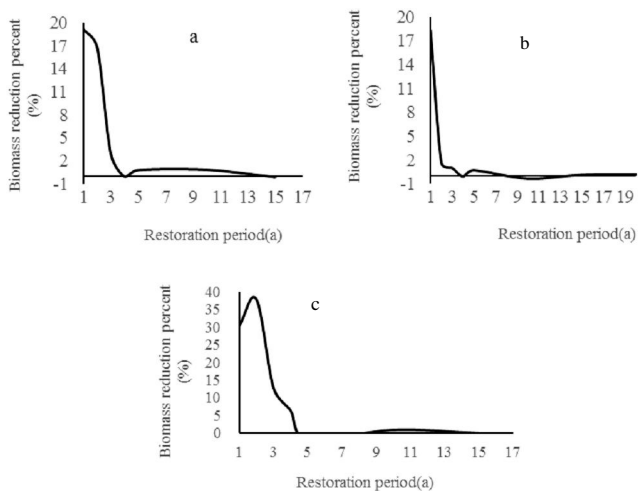 a
Biomass reduction percent
(%)
20
17
14
11
8
5
2
-1
1 3 5 7 9 11 13 15 17
Restoration period(a)
b
Biomass reduction percent
(%)
20
17
14
11
8
5
2
-1
1 3 5 7 9 11 13 15 17 19
Restoration period(a)
c
Biomass reduction percent
(%)
40
35
30
25
20
15
10
5
0
1 3 5 7 9 11 13 15 17
Restoration period(a)